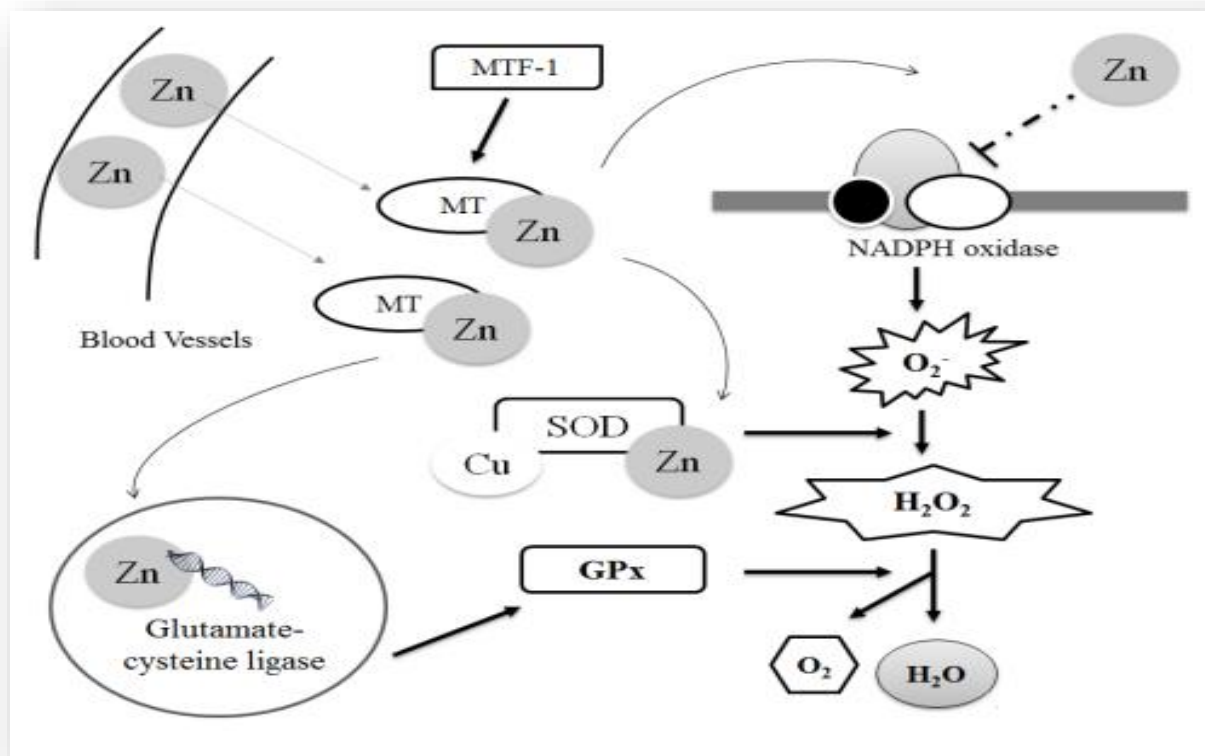 Zn
MTF-1
Zn
Zn
MT
Zn
NADPH oxidase
MT
Zn
Blood Vessels
O₂⁻
SOD
Cu
Zn
H₂O₂
Zn
GPx
Glutamate-
cysteine ligase
O₂
H₂O